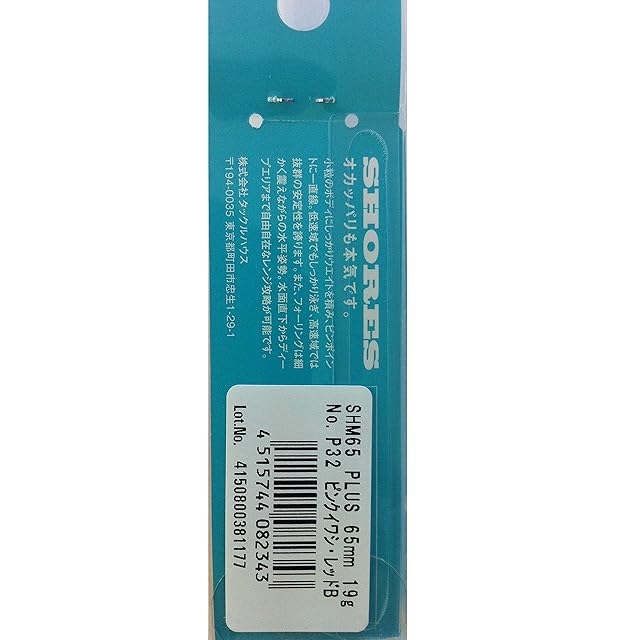 SHORES
オカッパリも本気です。
小粒のボディにしっかりウエイトを積み、ピンポイン
トに一直線。低速域でもしっかり泳ぎ、高速域では
抜群の安定性を誇ります。また、フォーリングは細
かく震えながらの水平姿勢。水面直下からディー
プエリアまで自由自在なレンジ攻略が可能です。
株式会社タックルハウス
〒194-0035 東京都町田市忠生1-29-1
SHM65 PLUS 65mm 19g
No. P32 ピンクイワシ・レッドB
4 515744 082343
Lot.No. 4150800381177